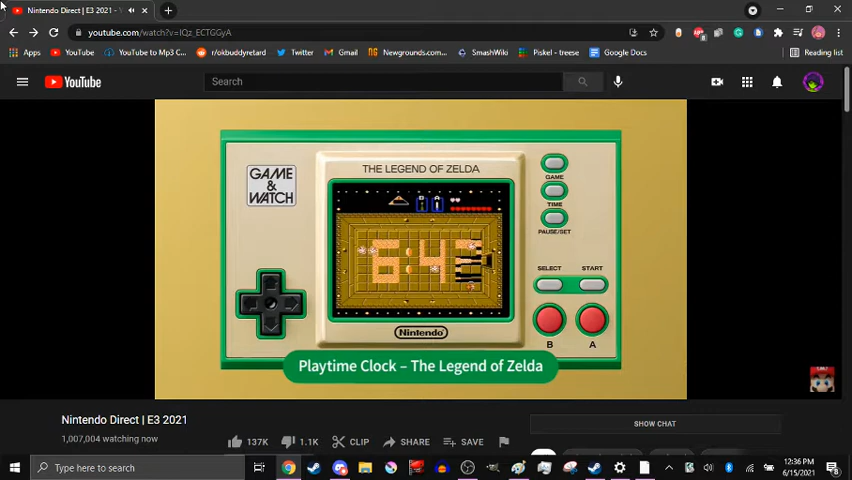 Nintendo Direct | E3 2021 -
youtube.com/watch?v=IQz_ECTGGyA
Apps YouTube YouTube to Mp3 C... r/okbuddyretard Twitter Gmail Newgrounds.com... SmashWiki Piskel - treese Google Docs Reading list
YouTube
Search
GAME & WATCH
THE LEGEND OF ZELDA
6:43
GAME
TIME
PAUSE/SET
SELECT START
Nintendo
B A
Playtime Clock – The Legend of Zelda
Nintendo Direct | E3 2021
1,007,004 watching now
137K 1.1K CLIP SHARE SAVE
SHOW CHAT
Type here to search
12:36 PM
6/15/2021